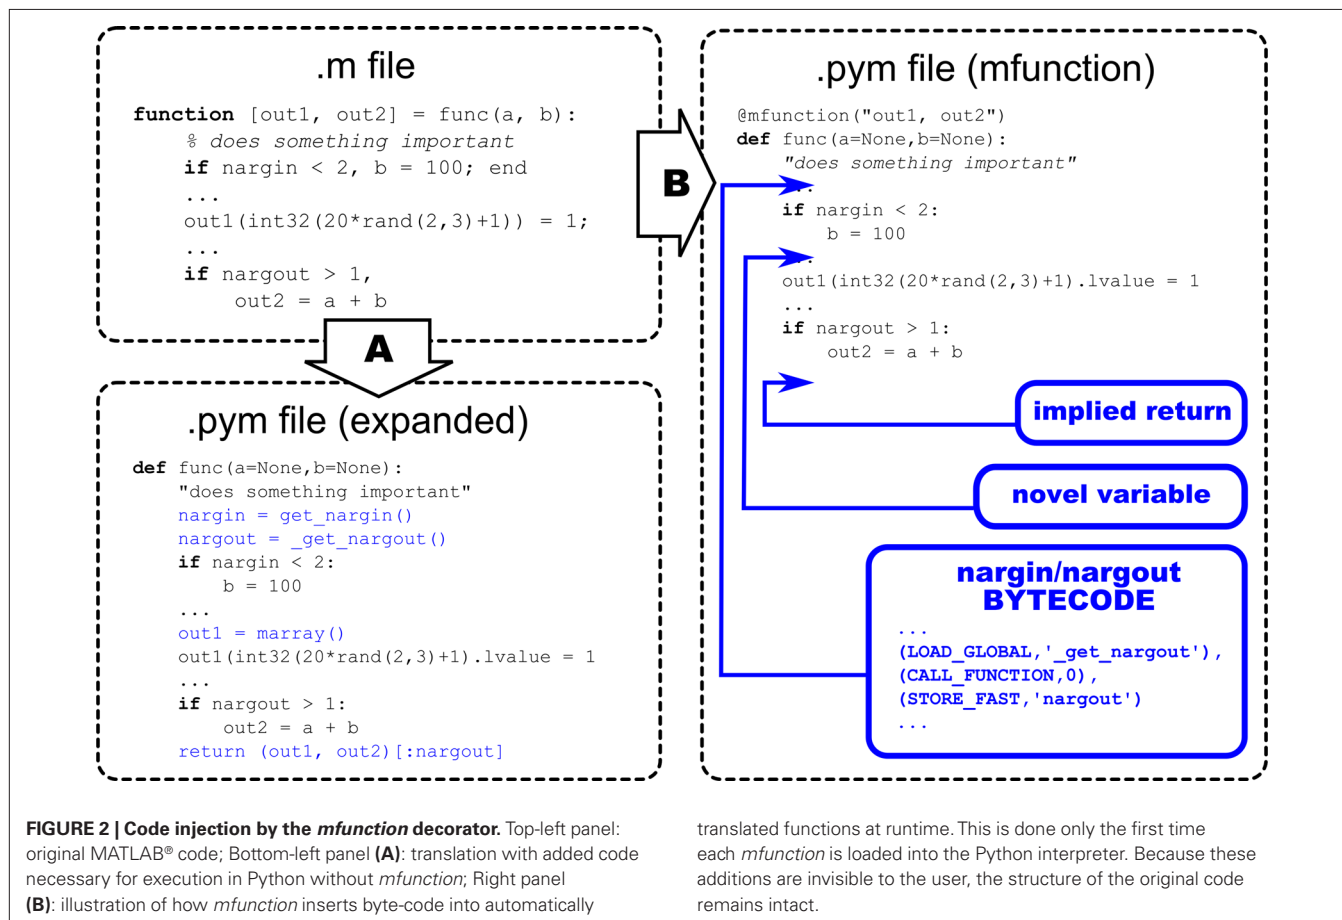 .m file
function [out1, out2] = func(a, b):
% does something important
if nargin < 2, b = 100; end
...
out1(int32(20*rand(2,3)+1)) = 1;
...
if nargout > 1,
out2 = a + b
A
B
.pym file (expanded)
def func(a=None,b=None):
"does something important"
nargin = get_nargin()
nargout = _get_nargout()
if nargin < 2:
b = 100
...
out1 = marray()
out1(int32(20*rand(2,3)+1).lvalue = 1
...
if nargout > 1:
out2 = a + b
return (out1, out2)[:nargout]
.pym file (mfunction)
@mfunction("out1, out2")
def func(a=None,b=None):
"does something important"
...
if nargin < 2:
b = 100
...
out1(int32(20*rand(2,3)+1).lvalue = 1
...
if nargout > 1:
out2 = a + b
implied return
novel variable
nargin/nargout
BYTECODE
...
(LOAD_GLOBAL,'_get_nargout'),
(CALL_FUNCTION,0),
(STORE_FAST,'nargout')
...
FIGURE 2 | Code injection by the mfunction decorator. Top-left panel:
original MATLAB® code; Bottom-left panel (A): translation with added code
necessary for execution in Python without mfunction; Right panel
(B): illustration of how mfunction inserts byte-code into automatically
translated functions at runtime. This is done only the first time
each mfunction is loaded into the Python interpreter. Because these
additions are invisible to the user, the structure of the original code
remains intact.